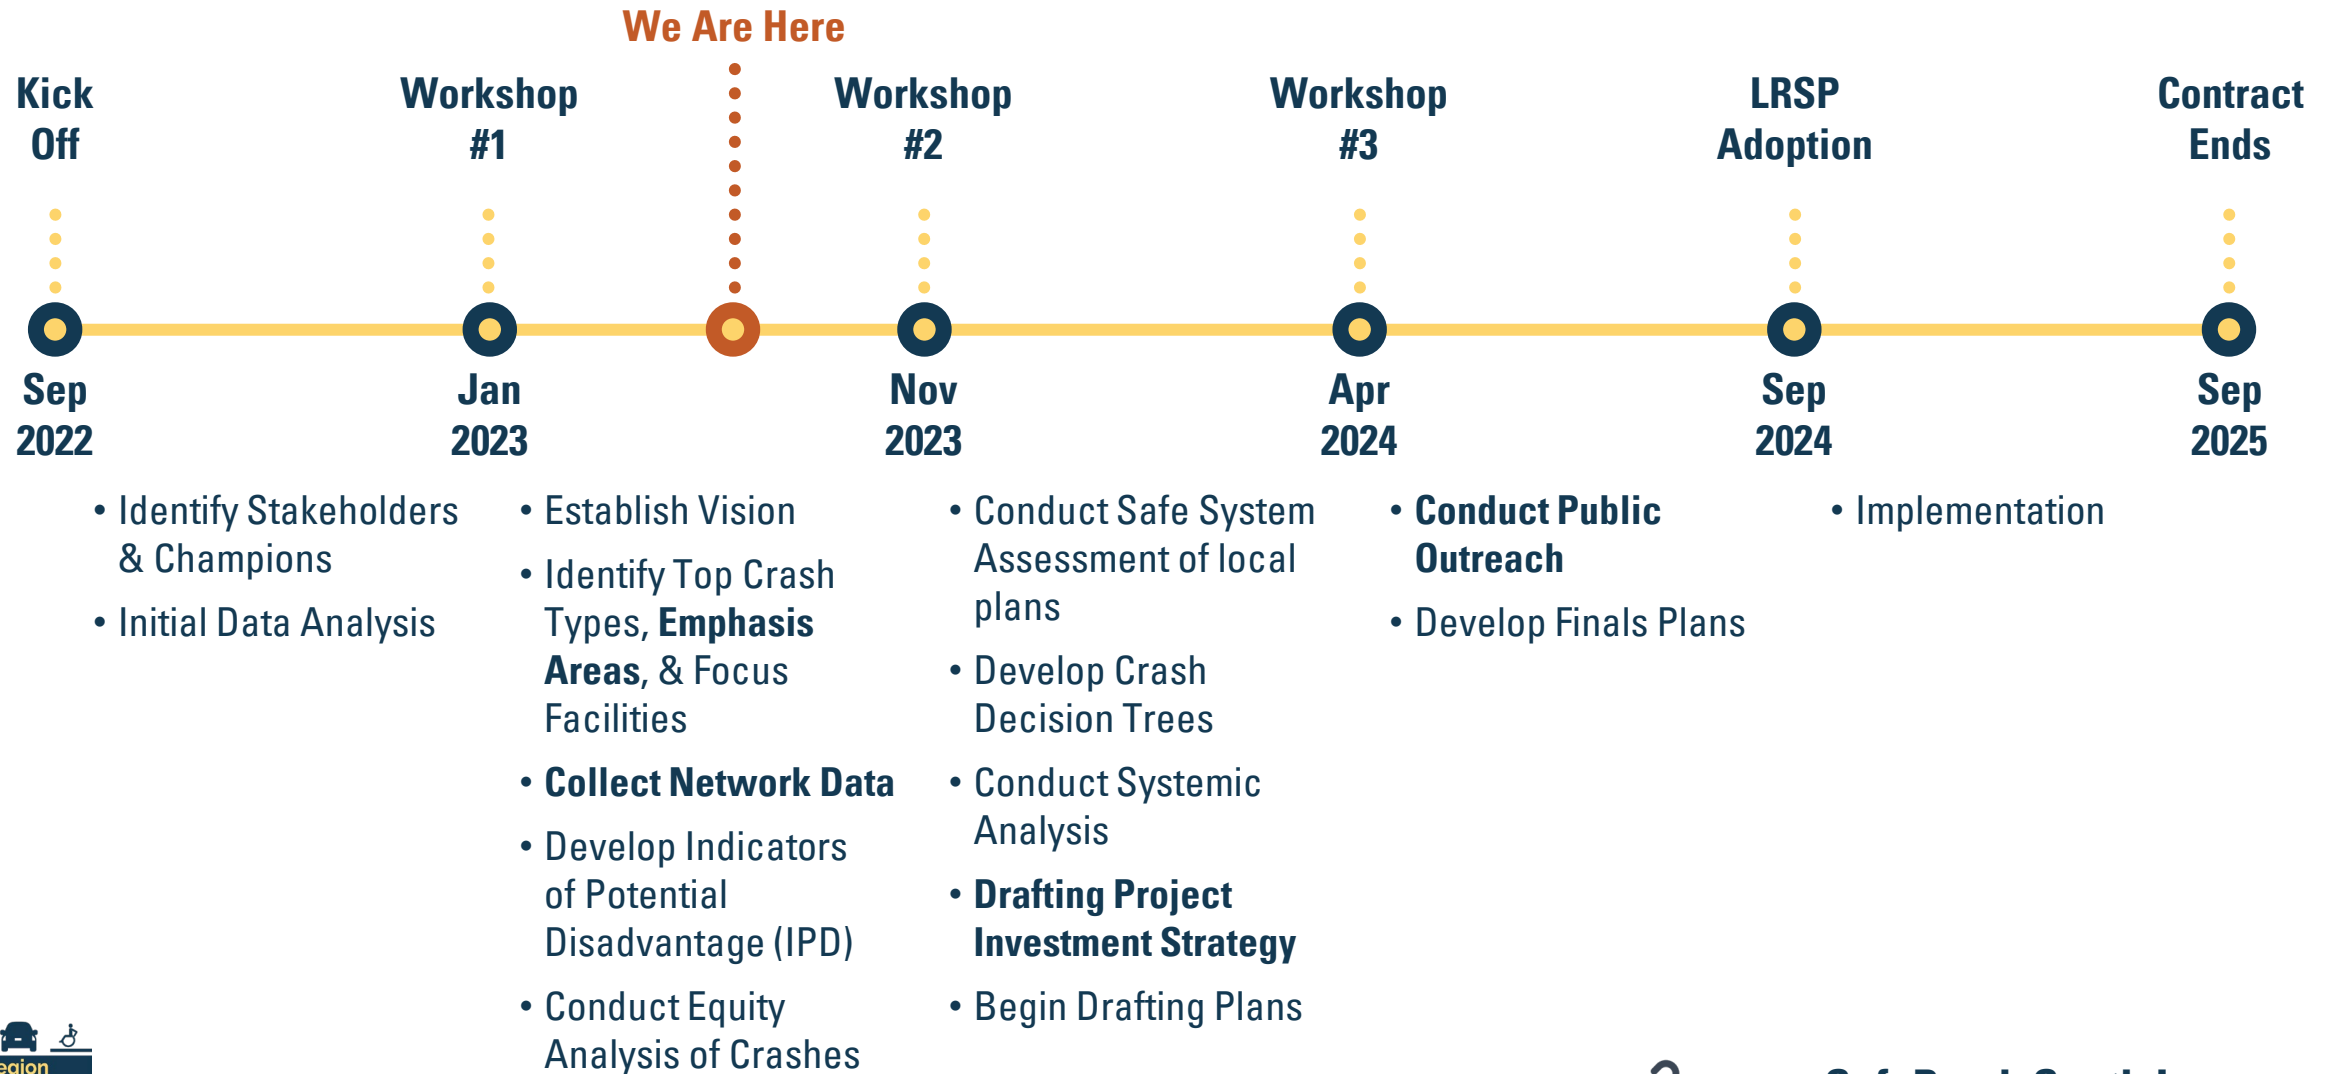 We Are Here
Kick
Off
Workshop
#1
Workshop
#2
Workshop
#3
LRSP
Adoption
Contract
Ends
Sep
2022
Jan
2023
Nov
2023
Apr
2024
Sep
2024
Sep
2025
• Identify Stakeholders
& Champions
• Initial Data Analysis
• Establish Vision
• Identify Top Crash
Types, Emphasis
Areas, & Focus
Facilities
• Collect Network Data
• Develop Indicators
of Potential
Disadvantage (IPD)
• Conduct Equity
Analysis of Crashes
• Conduct Safe System
Assessment of local
plans
• Develop Crash
Decision Trees
• Conduct Systemic
Analysis
• Drafting Project
Investment Strategy
• Begin Drafting Plans
• Conduct Public
Outreach
• Develop Finals Plans
• Implementation